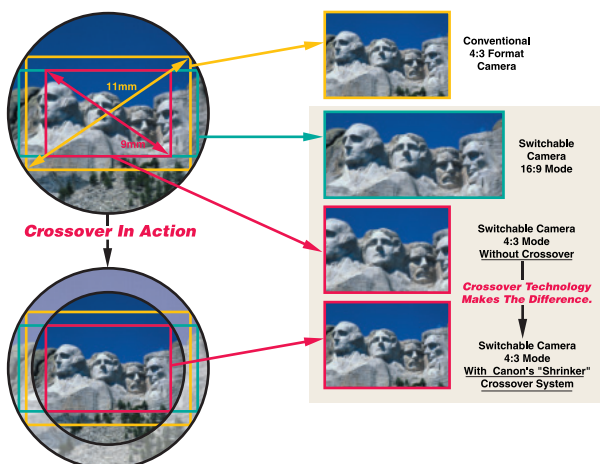 Conventional
4:3 Format
Camera
11mm
9mm
Switchable
Camera
16:9 Mode
Crossover In Action
Switchable Camera
4:3 Mode
Without Crossover
Crossover Technology
Makes The Difference.
Switchable Camera
4:3 Mode
With Canon's "Shrinker"
Crossover System